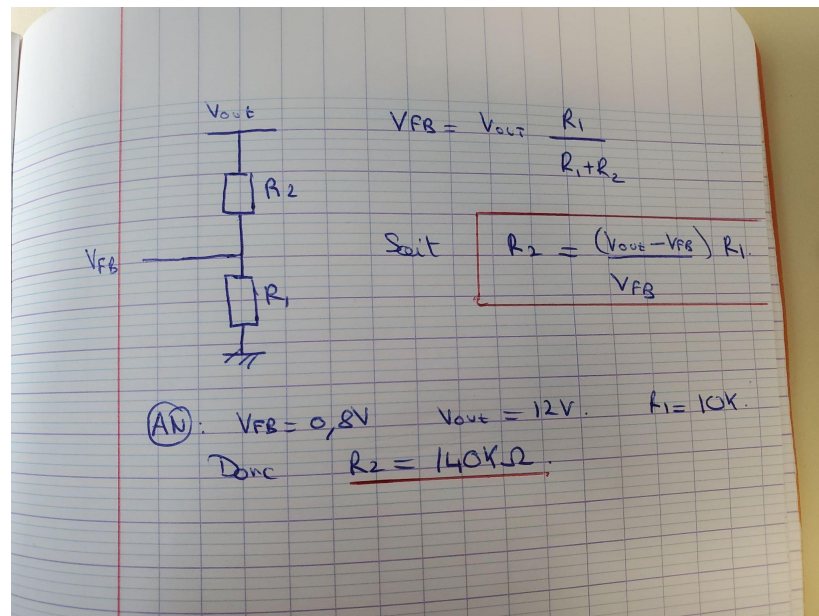 Vout
VFB = VOUT R1
R1+R2
R2
VFB
Soit R2 = (Vout - VFB) R1.
VFB
R1
AN: VFB = 0,8V Vout = 12V. R1 = 10K.
Donc R2 = 140KΩ.